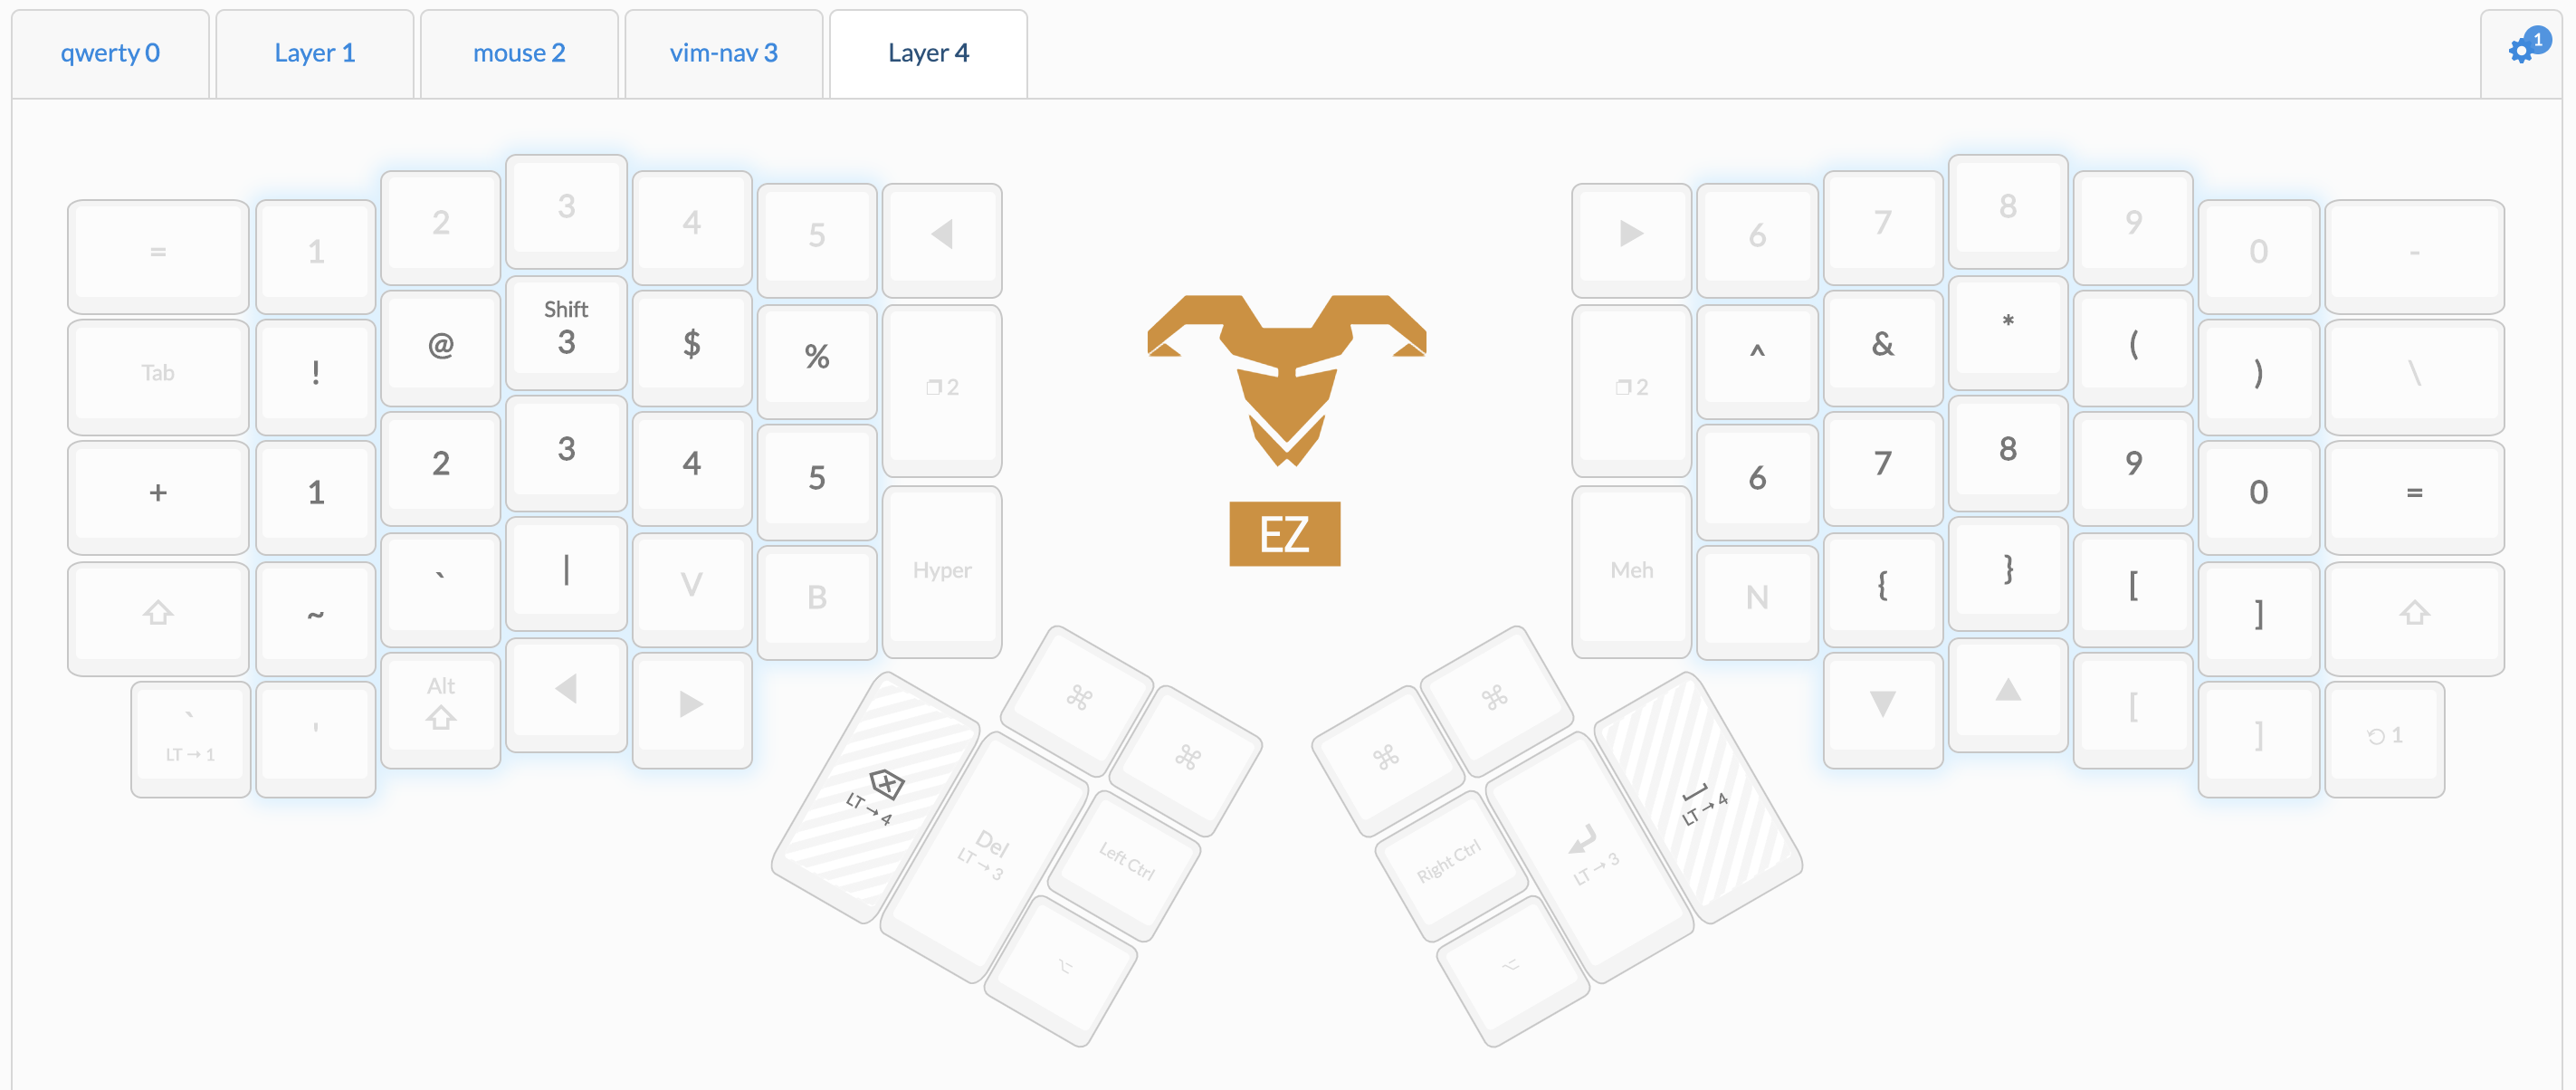 qwerty 0 Layer 1 mouse 2 vim-nav 3 Layer 4 1
= 1 2 3 4 5 6 7 8 9 0 -
Tab ! @ Shift 3 $ % 2 2 ^ & * ( ) \
+ 1 2 3 4 5 6 7 8 9 0 =
~ ` | V B Hyper Meh N { } [ ]
` LT → 1 ' Alt [ ] 1
EZ
LT → 4
Del LT → 3
Left Ctrl
Right Ctrl
LT → 3
LT → 4